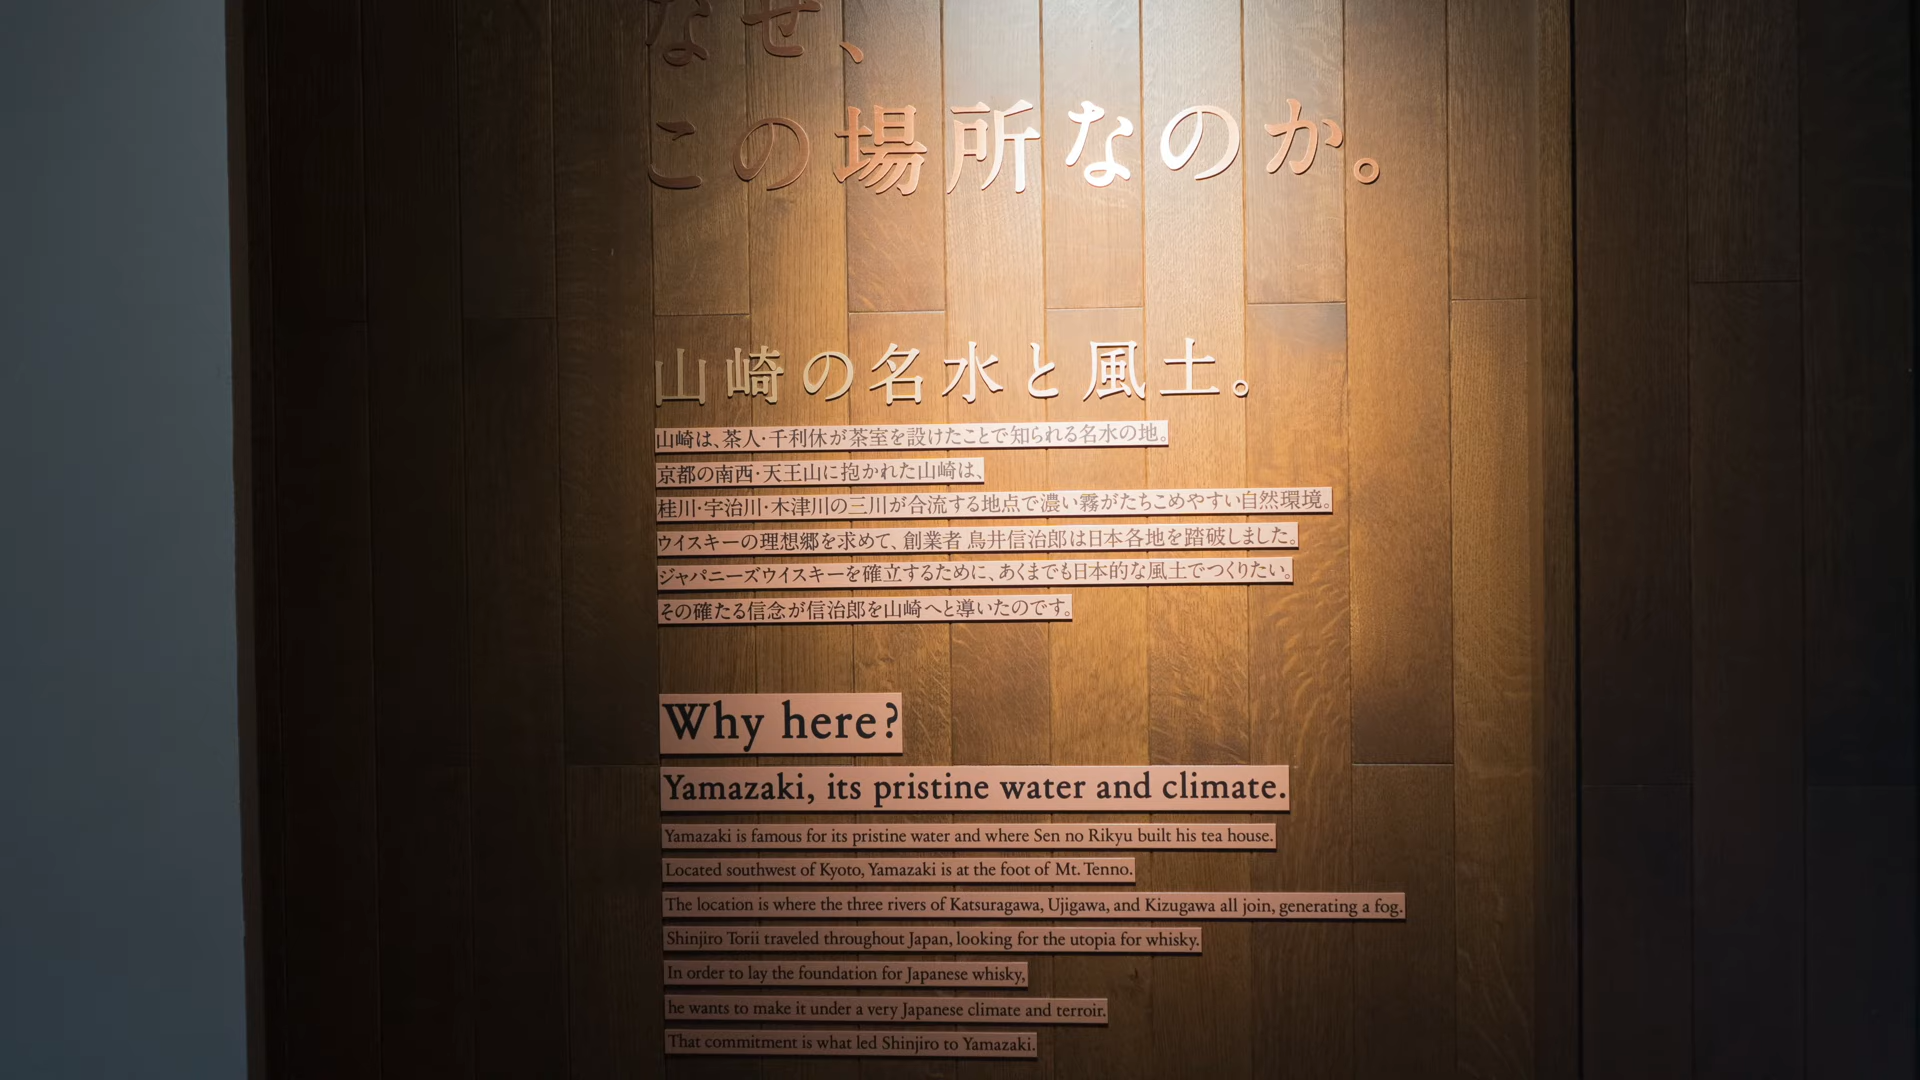 なぜ、
この場所なのか。
山崎の名水と風土。
山崎は、茶人・千利休が茶室を設けたことで知られる名水の地。
京都の南西・天王山に抱かれた山崎は、
桂川・宇治川・木津川の三川が合流する地点で濃い霧がたちこめやすい自然環境。
ウイスキーの理想郷を求めて、創業者 鳥井信治郎は日本各地を踏破しました。
ジャパニーズウイスキーを確立するために、あくまでも日本的な風土でつくりたい。
その確たる信念が信治郎を山崎へと導いたのです。
Why here?
Yamazaki, its pristine water and climate.
Yamazaki is famous for its pristine water and where Sen no Rikyu built his tea house.
Located southwest of Kyoto, Yamazaki is at the foot of Mt. Tenno.
The location is where the three rivers of Katsuragawa, Ujigawa, and Kizugawa all join, generating a fog.
Shinjiro Torii traveled throughout Japan, looking for the utopia for whisky.
In order to lay the foundation for Japanese whisky,
he wants to make it under a very Japanese climate and terroir.
That commitment is what led Shinjiro to Yamazaki.